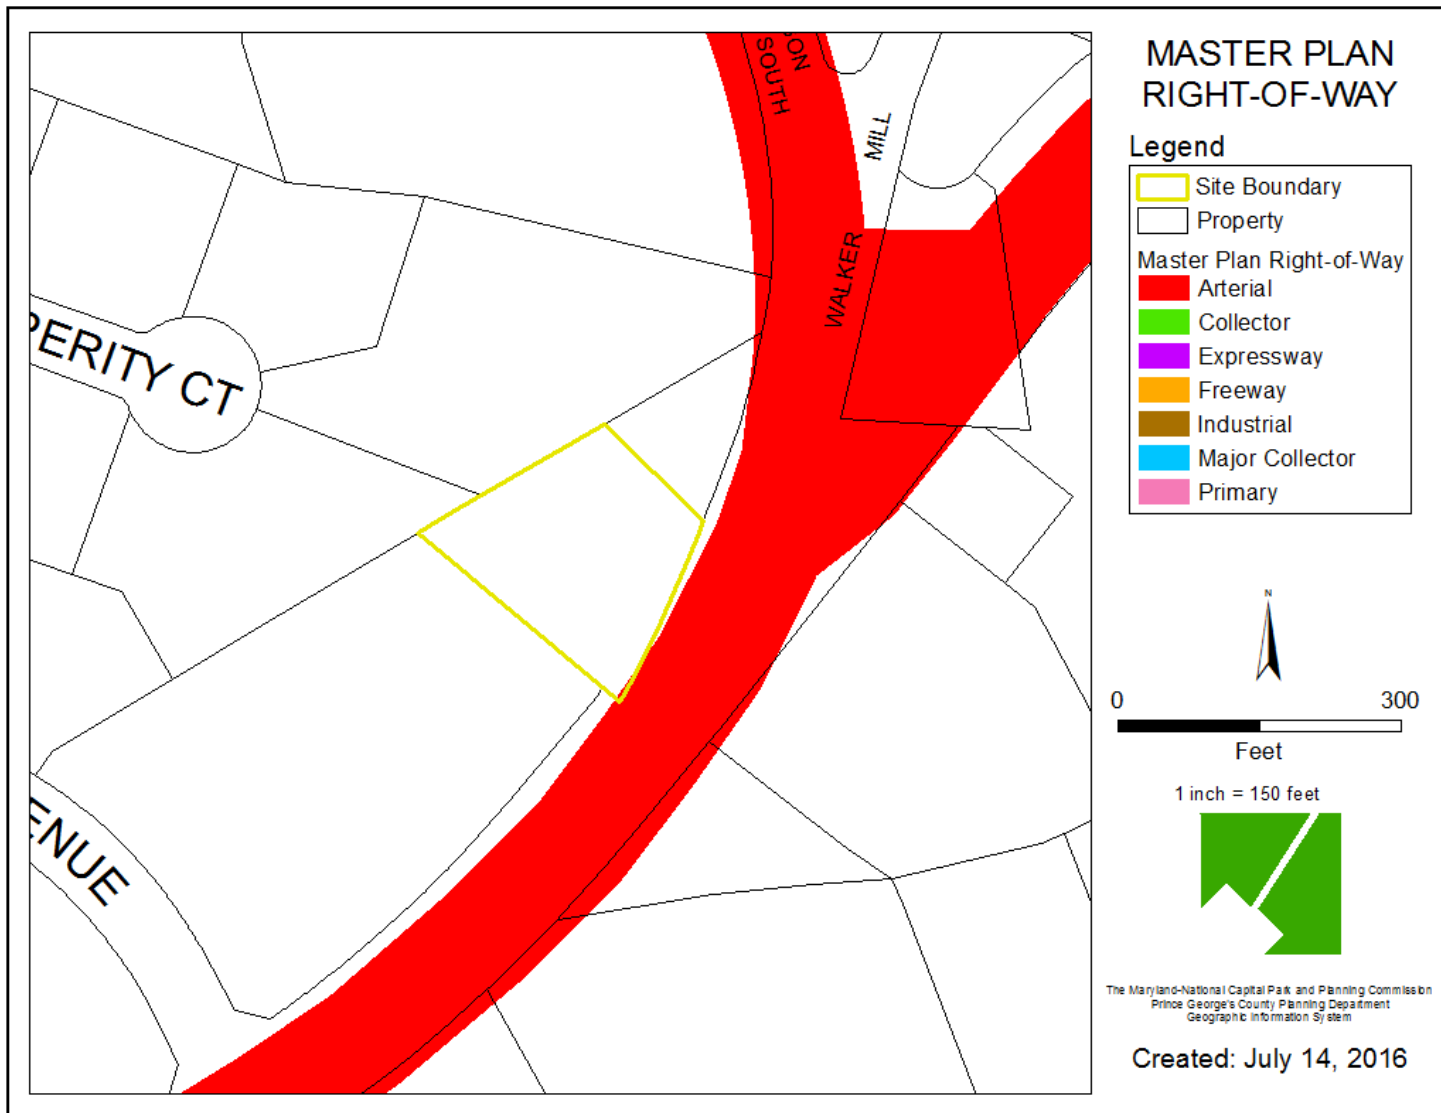 MASTER PLAN
RIGHT-OF-WAY
Legend
Site Boundary
Property
Master Plan Right-of-Way
Arterial
Collector
Expressway
Freeway
Industrial
Major Collector
Primary
N
0 300
Feet
1 inch = 150 feet
The Maryland-National Capital Park and Planning Commission
Prince George's County Planning Department
Geographic Information System
Created: July 14, 2016
SON
SOUTH
MILL
WALKER
PERITY CT
ENUE